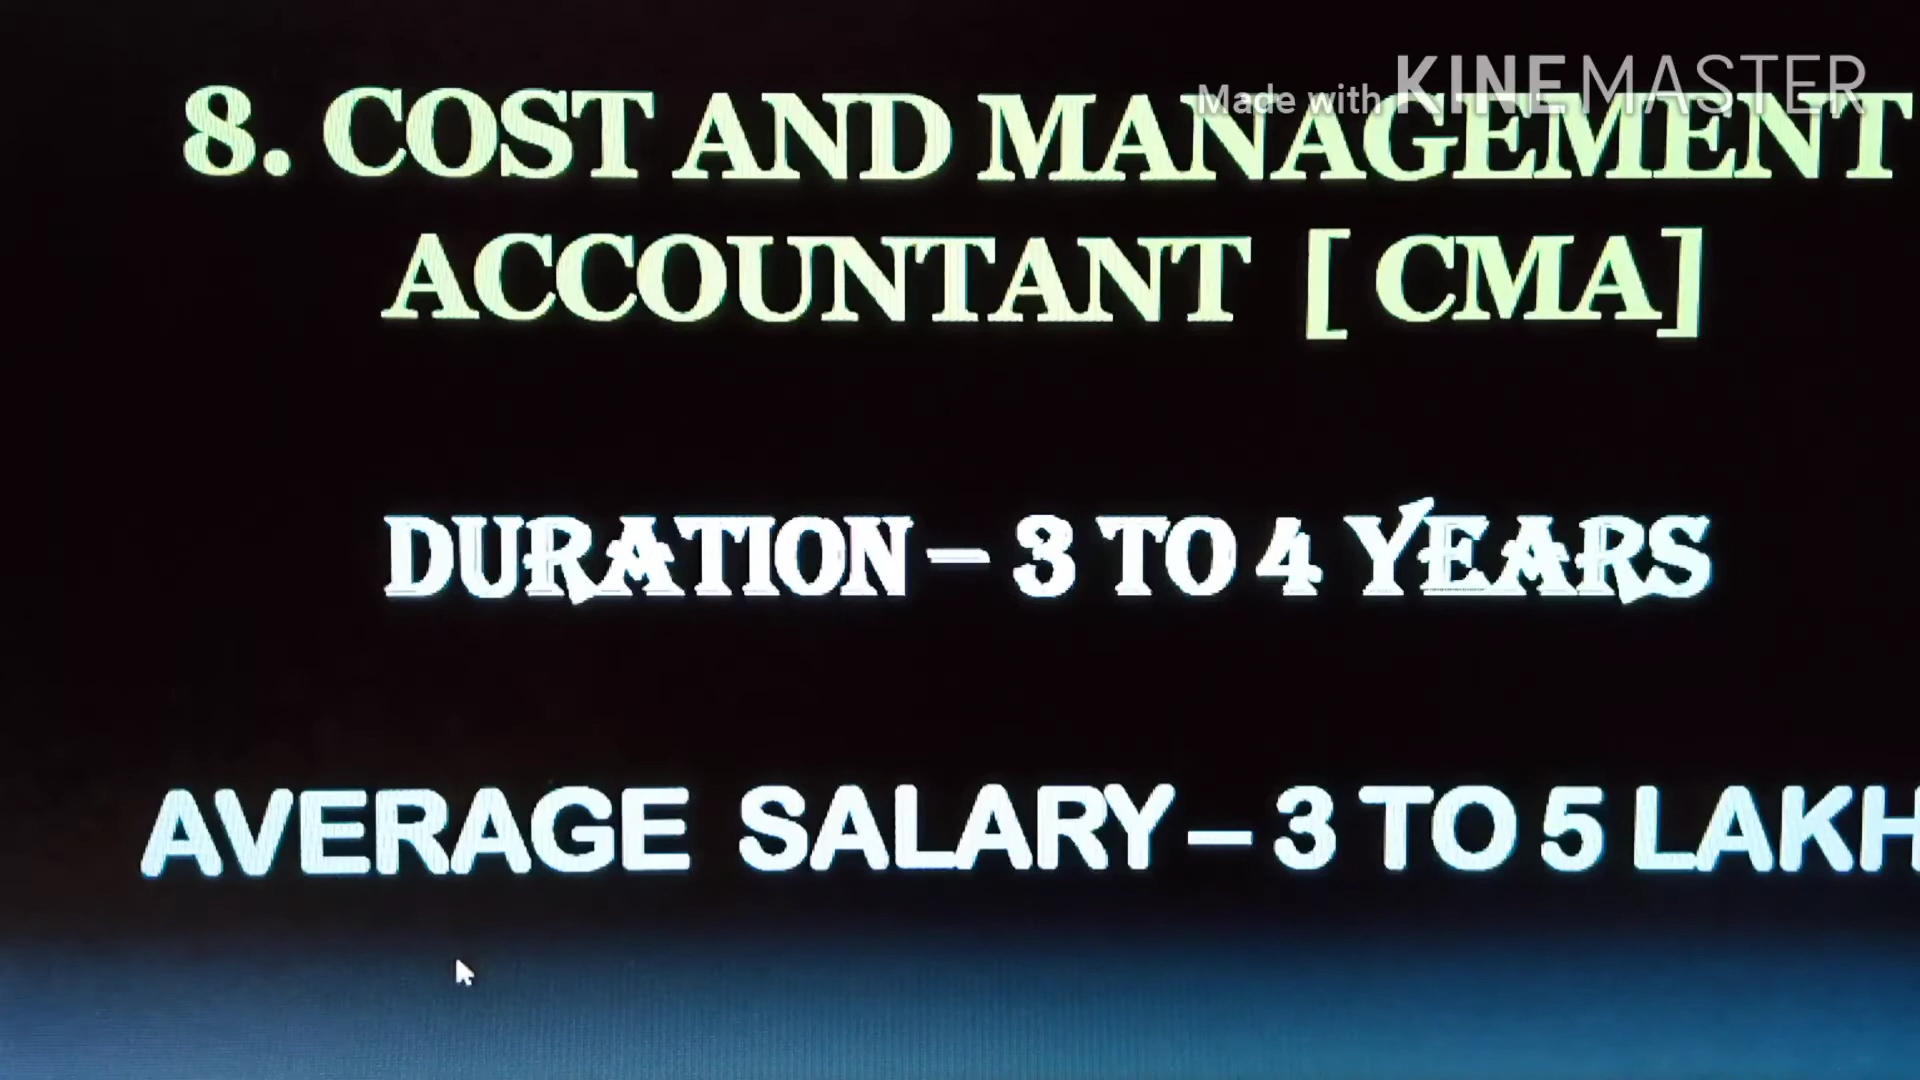 Made with KINEMASTER
8. COST AND MANAGEMENT
ACCOUNTANT [ CMA]
DURATION – 3 TO 4 YEARS
AVERAGE SALARY – 3 TO 5 LAKH